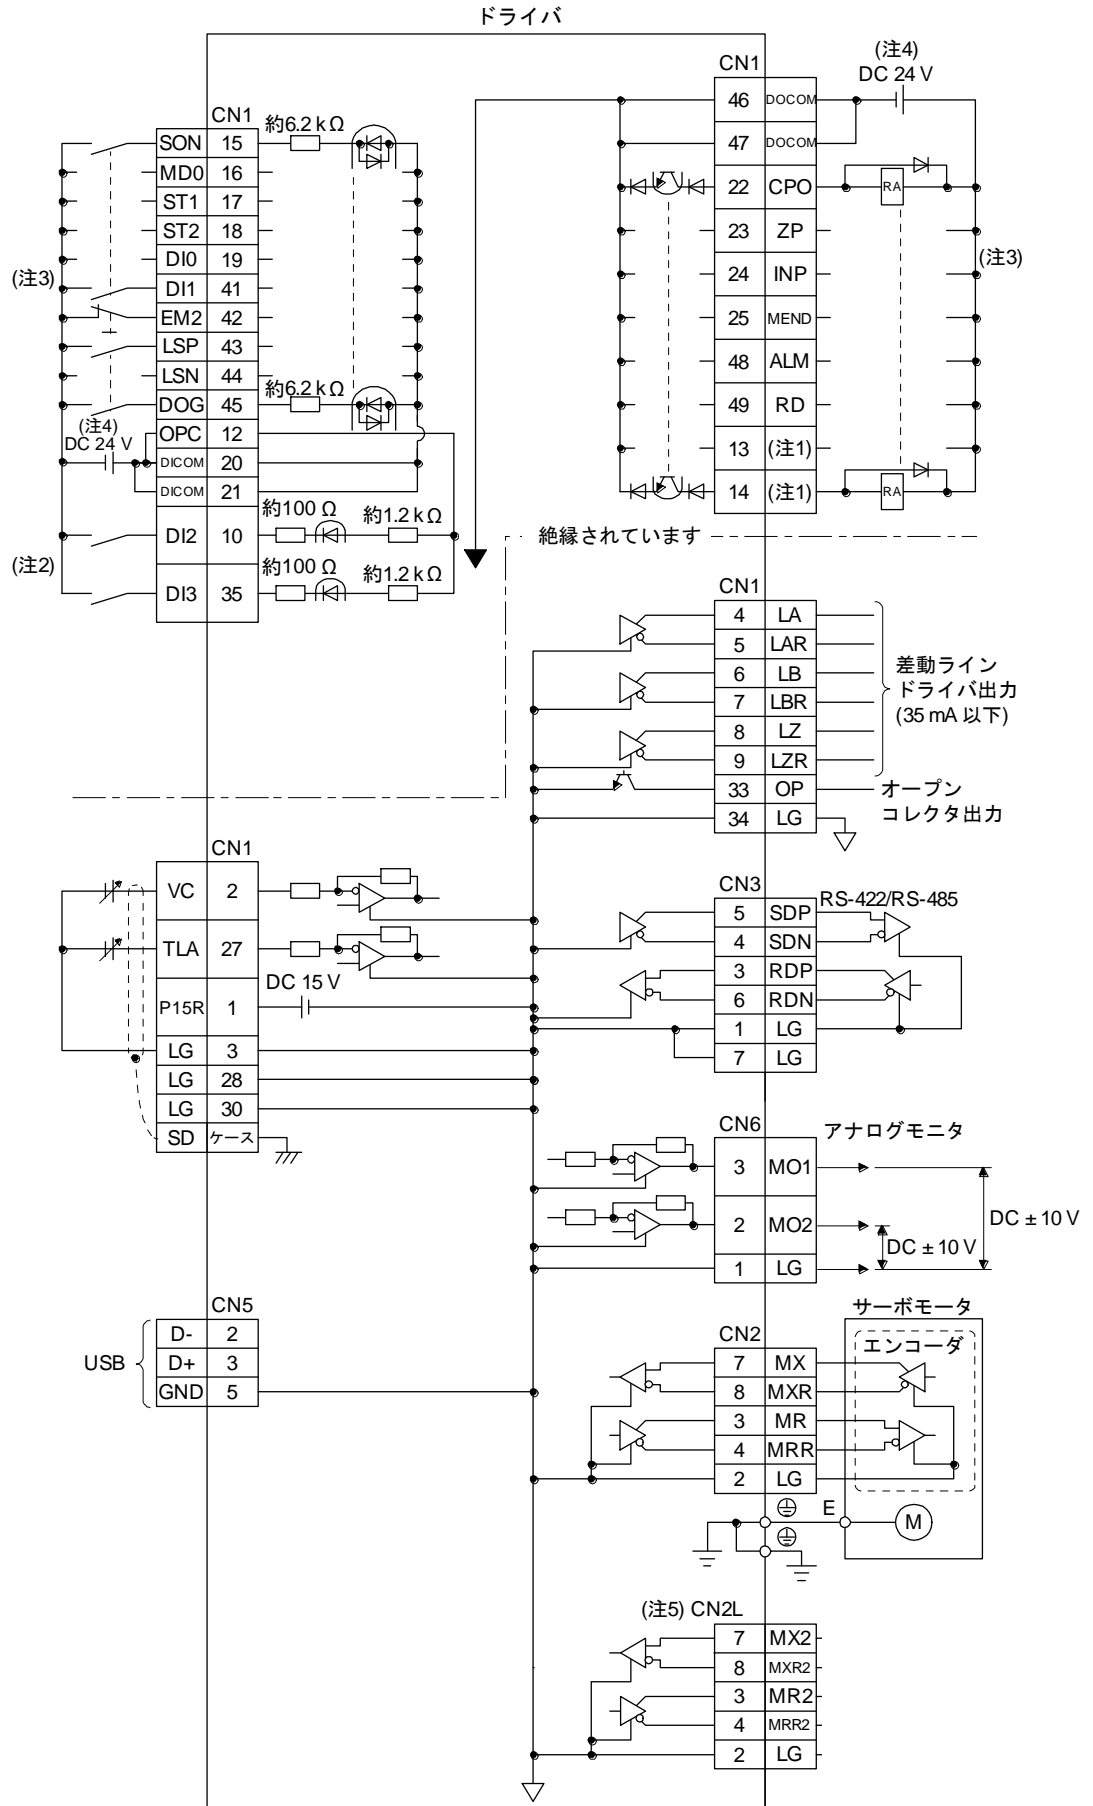 ドライバ
CN1
約6.2 kΩ
SON 15
MD0 16
ST1 17
ST2 18
DI0 19
(注3)
DI1 41
EM2 42
LSP 43
LSN 44
約6.2 kΩ
DOG 45
(注4)
DC 24 V
OPC 12
DICOM 20
DICOM 21
約100 Ω 約1.2 kΩ
DI2 10
(注2)
約100 Ω 約1.2 kΩ
DI3 35
CN1
(注4)
DC 24 V
46 DOCOM
47 DOCOM
22 CPO RA
23 ZP
(注3)
24 INP
25 MEND
48 ALM
49 RD
13 (注1)
14 (注1) RA
絶縁されています
CN1
4 LA
5 LAR
6 LB
7 LBR
8 LZ
9 LZR
差動ライン
ドライバ出力
(35 mA 以下)
33 OP
34 LG
オープン
コレクタ出力
CN1
VC 2
TLA 27
DC 15 V
P15R 1
LG 3
LG 28
LG 30
SD ケース
CN3
RS-422/RS-485
5 SDP
4 SDN
3 RDP
6 RDN
1 LG
7 LG
CN6
アナログモニタ
3 MO1
2 MO2
1 LG
DC ± 10 V
DC ± 10 V
CN5
USB
D- 2
D+ 3
GND 5
サーボモータ
エンコーダ
CN2
7 MX
8 MXR
3 MR
4 MRR
2 LG
E
M
(注5) CN2L
7 MX2
8 MXR2
3 MR2
4 MRR2
2 LG